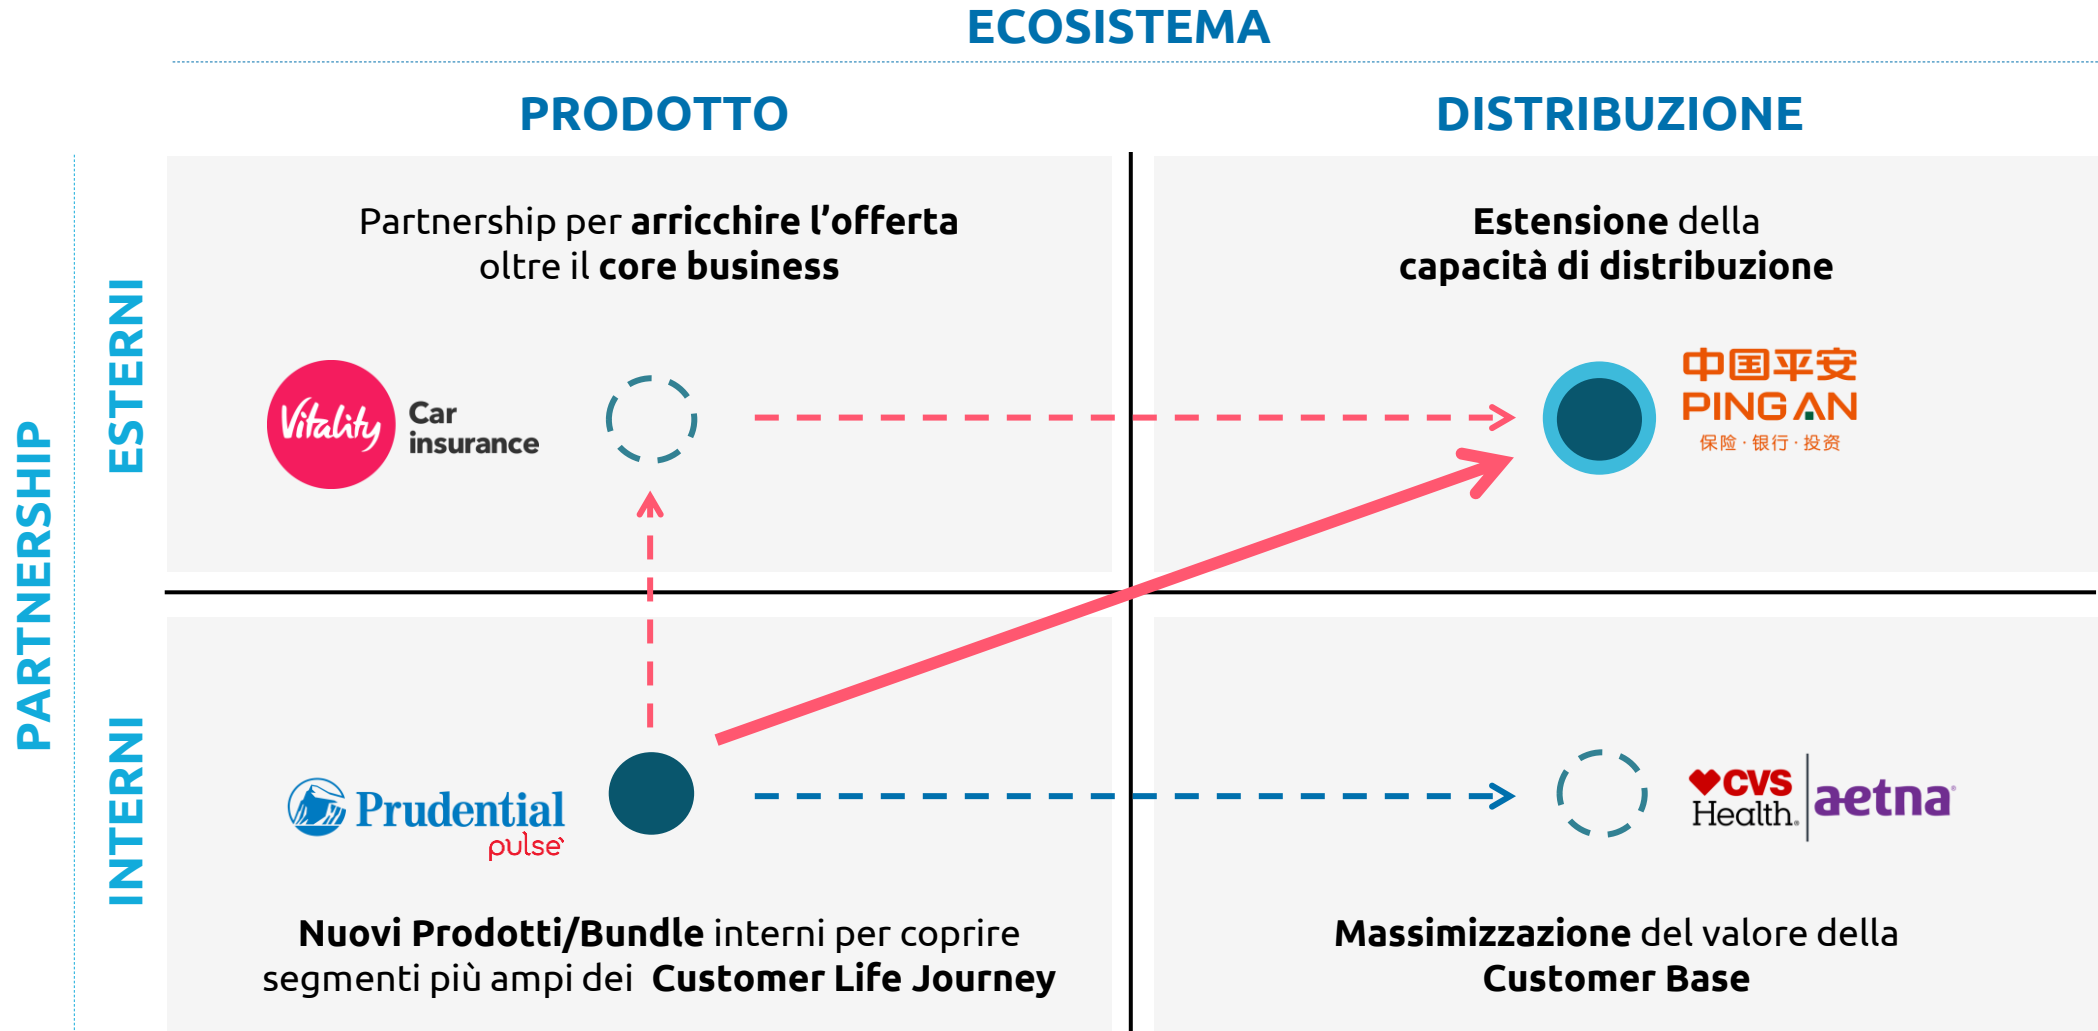 ECOSISTEMA
PRODOTTO
DISTRIBUZIONE
PARTNERSHIP
ESTERNI
Partnership per arricchire l’offerta
oltre il core business
Vitality
Car
insurance
Estensione della
capacità di distribuzione
中国平安
PING AN
保险·银行·投资
INTERNI
Prudential
pulse
Nuovi Prodotti/Bundle interni per coprire
segmenti più ampi dei Customer Life Journey
CVS
Health.
aetna
Massimizzazione del valore della
Customer Base